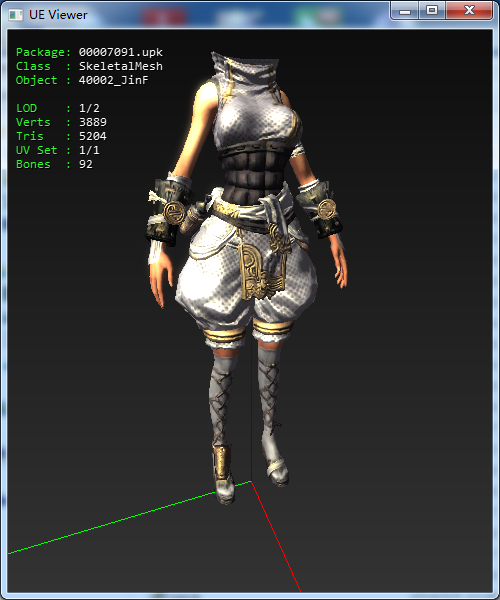 UE Viewer
Package: 00007091.upk
Class : SkeletalMesh
Object : 40002_JinF
LOD : 1/2
Verts : 3889
Tris : 5204
UV Set : 1/1
Bones : 92